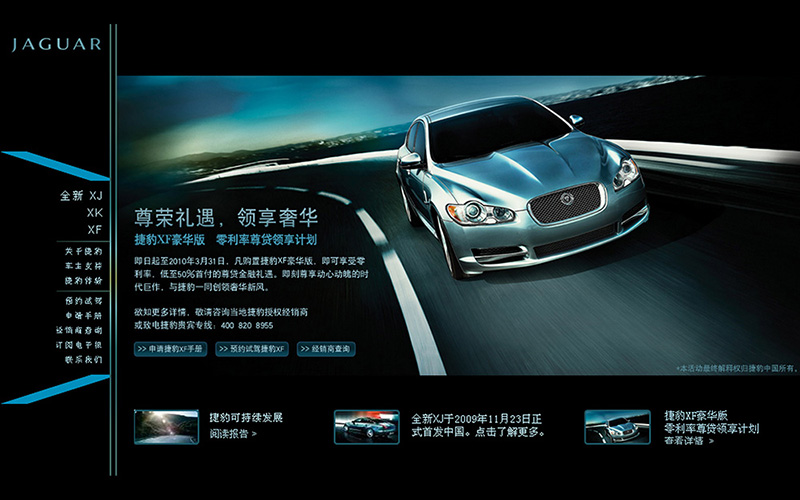 JAGUAR
全新 XJ
XK
XF
关于捷豹
车主支持
捷豹体验
预约试驾
申请手册
经销商查询
订阅电子报
联系我们
尊荣礼遇，领享奢华
捷豹XF豪华版 零利率尊贷领享计划
即日起至2010年3月31日，凡购置捷豹XF豪华版，即可享受零
利率，低至50%首付的尊贷金融礼遇。即刻尊享动心动魄的时
代巨作，与捷豹一同创领奢华新风。
欲知更多详情，敬请咨询当地捷豹授权经销商
或致电捷豹贵宾专线：400 820 8955
>> 申请捷豹XF手册
>> 预约试驾捷豹XF
>> 经销商查询
*本活动最终解释权归捷豹中国所有。
捷豹可持续发展
阅读报告 >
全新XJ于2009年11月23日正
式首发中国。点击了解更多。
捷豹XF豪华版
零利率尊贷领享计划
查看详情 >